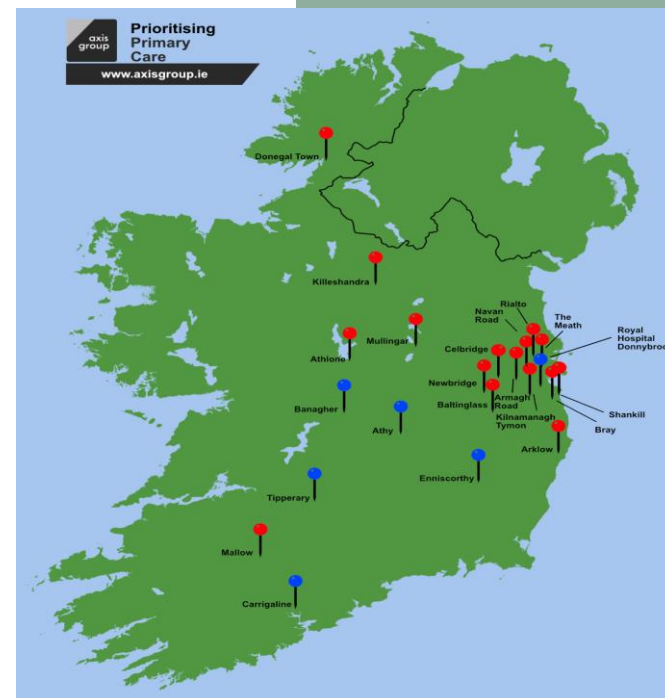 axis
group
Prioritising
Primary
Care
www.axisgroup.ie
Donegal Town
Killeshandra
Rialto
Navan
Road
The
Meath
Royal
Hospital
Donnybroo
Mullingar
Athlone
Celbridge
Newbridge
Armagh
Road
Baltinglass
Kilnamanagh
Tymon
Shankill
Bray
Banagher
Athy
Arklow
Enniscorthy
Tipperary
Mallow
Carrigaline